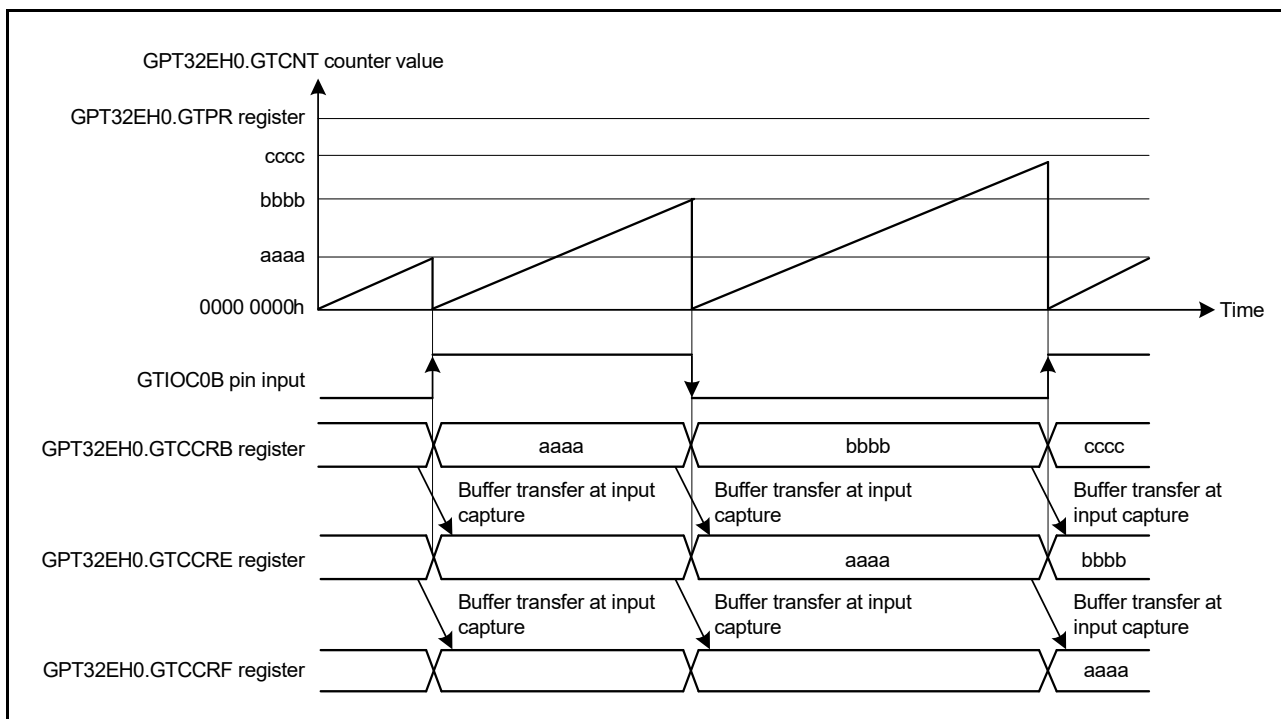 GPT32EH0.GTCNT counter value
GPT32EH0.GTPR register
cccc
bbbb
aaaa
0000 0000h
Time
GTIOC0B pin input
GPT32EH0.GTCCRB register
aaaa
bbbb
cccc
Buffer transfer at input
capture
Buffer transfer at input
capture
Buffer transfer at
input capture
GPT32EH0.GTCCRE register
aaaa
bbbb
Buffer transfer at input
capture
Buffer transfer at input
capture
Buffer transfer at
input capture
GPT32EH0.GTCCRF register
aaaa